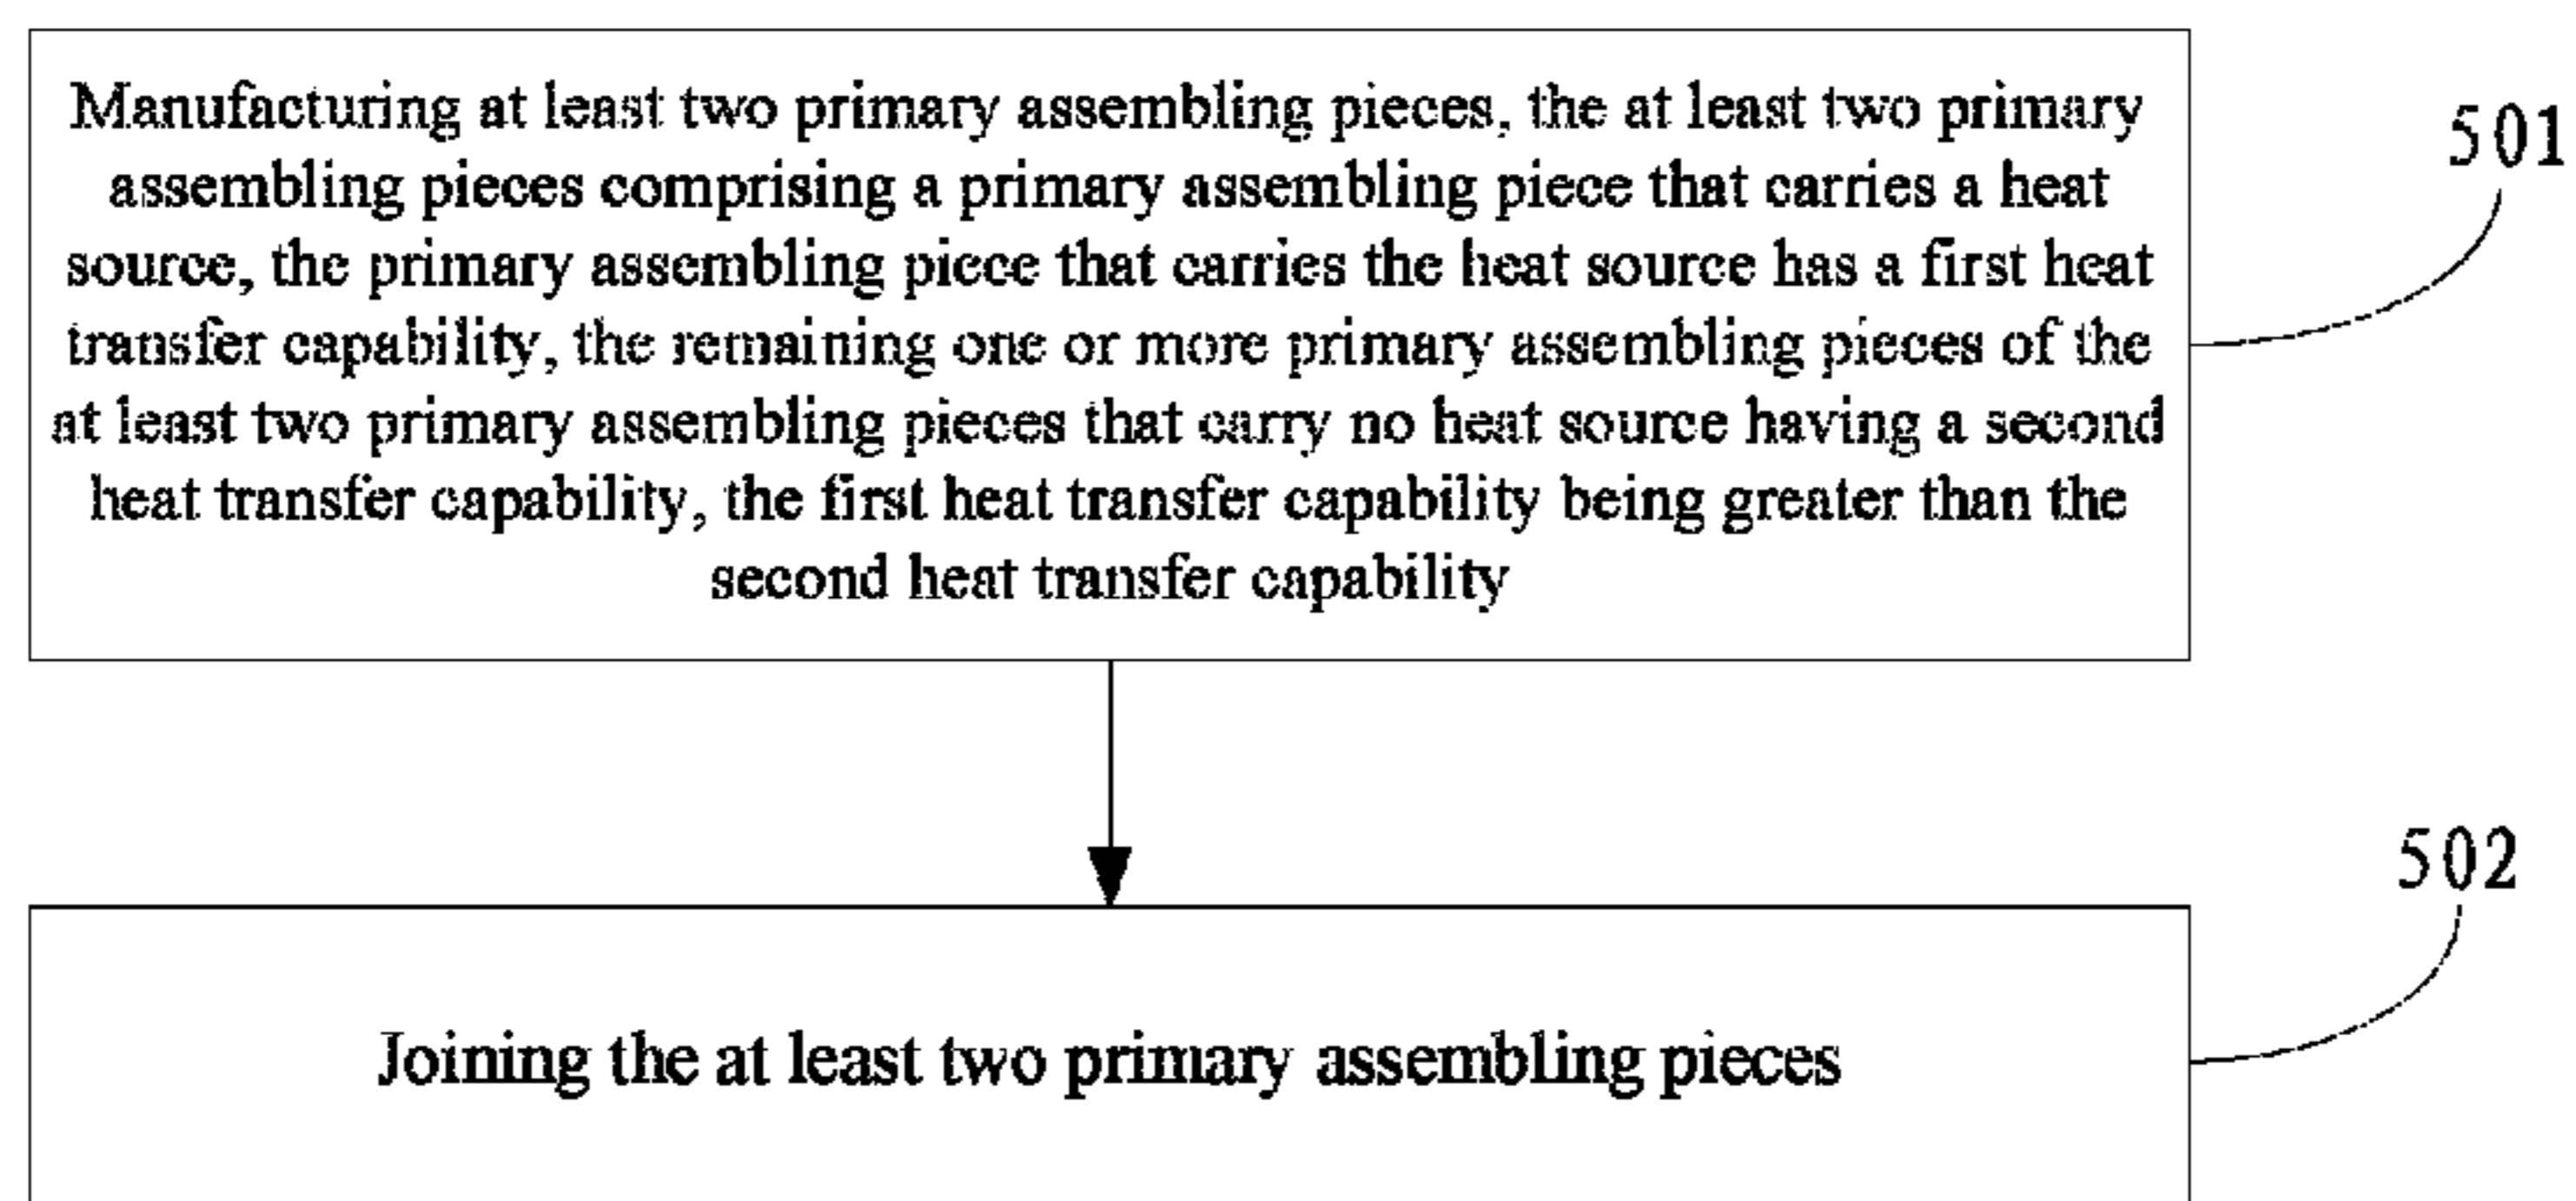 Manufacturing at least two primary assembling pieces, the at least two primary
assembling pieces comprising a primary assembling piece that carries a heat
source, the primary assembling piece that carries the heat source has a first heat
transfer capability, the remaining one or more primary assembling pieces of the
at least two primary assembling pieces that carry no heat source having a second
heat transfer capability, the first heat transfer capability being greater than the
second heat transfer capability
501
502
Joining the at least two primary assembling pieces